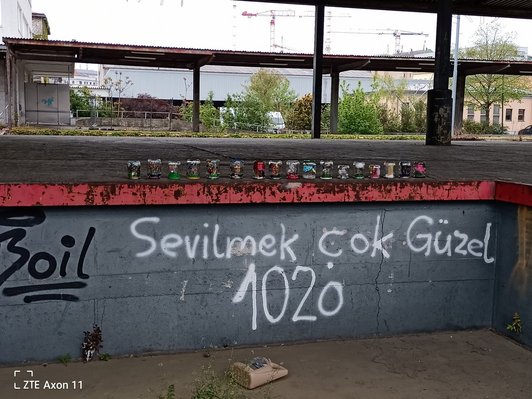 Boil
Sevilmek Çok Güzel
1020
ZTE Axon 11